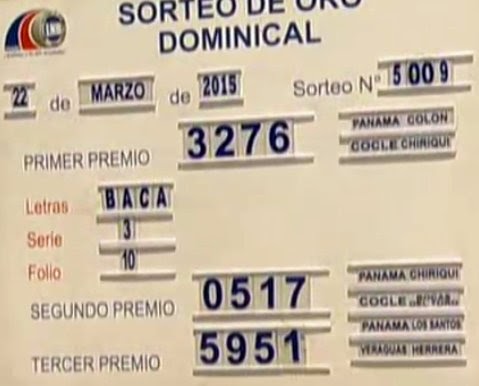 SORTEO DE ORO
DOMINICAL
22 de MARZO de 2015 Sorteo Nº 5009
PRIMER PREMIO 3276 PANAMA COLON
COCLE CHIRIQUI
Letras BACA
Serie 3
Folio 10
SEGUNDO PREMIO 0517 PANAMA CHIRIQUI
COCLE
TERCER PREMIO 5951 PANAMA LOS SANTOS
VERAGUAS HERRERA